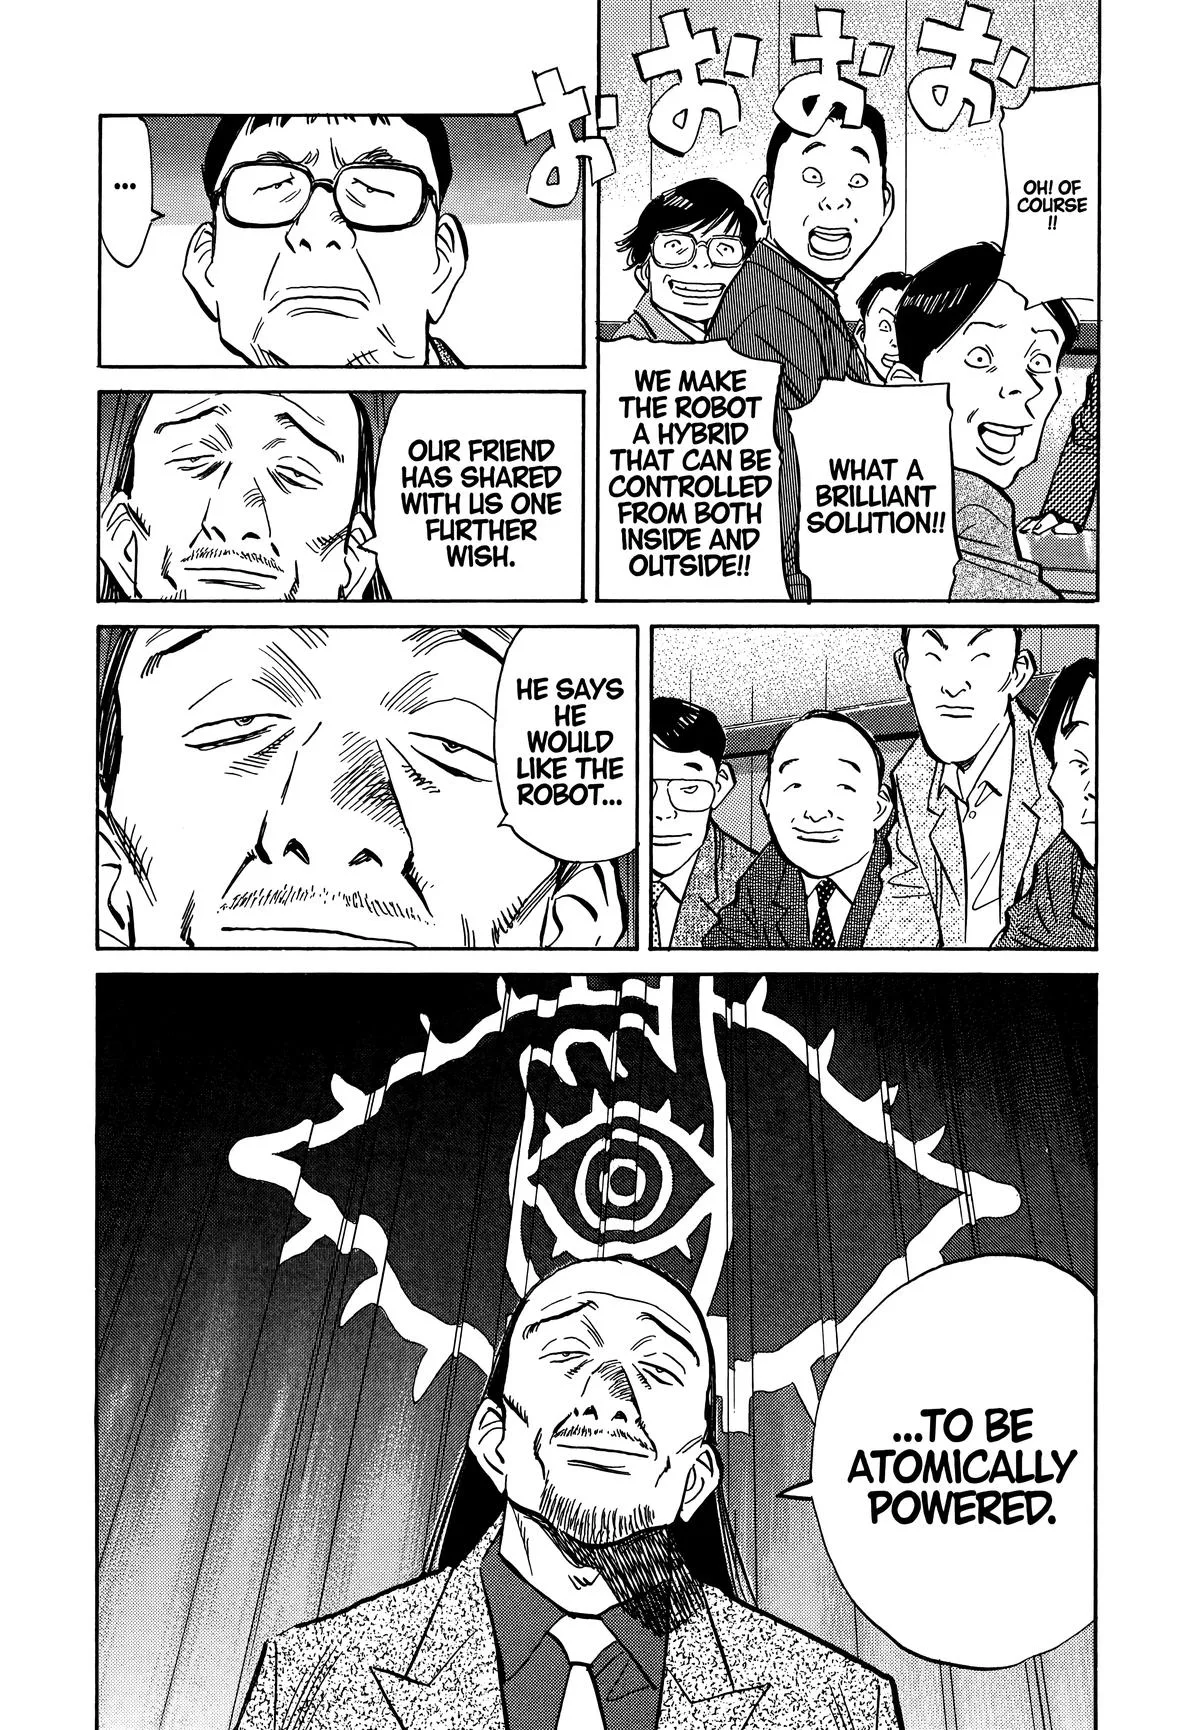 おおおお
OH! OF
COURSE
!!
WHAT A
BRILLIANT
SOLUTION!!
WE MAKE
THE ROBOT
A HYBRID
THAT CAN BE
CONTROLLED
FROM BOTH
INSIDE AND
OUTSIDE!!
...
OUR FRIEND
HAS SHARED
WITH US ONE
FURTHER
WISH.
HE SAYS
HE
WOULD
LIKE THE
ROBOT...
...TO BE
ATOMICALLY
POWERED.